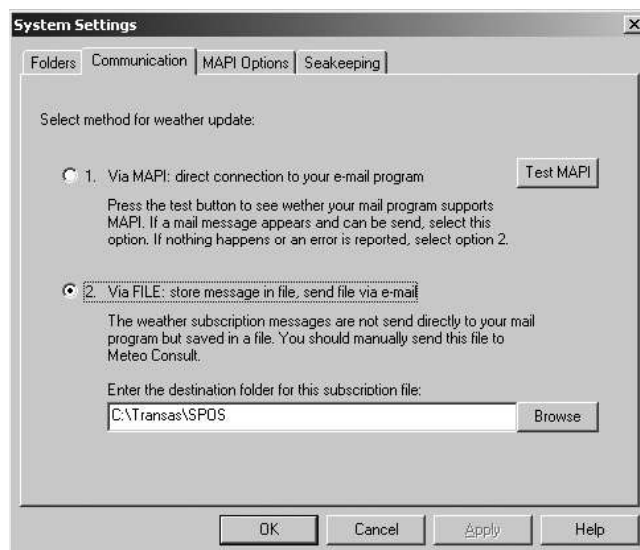 System Settings
Folders Communication MAPI Options Seakeeping
Select method for weather update:
1. Via MAPI: direct connection to your e-mail program
Test MAPI
Press the test button to see wether your mail program supports
MAPI. If a mail message appears and can be send, select this
option. If nothing happens or an error is reported, select option 2.
2. Via FILE: store message in file, send file via e-mail
The weather subscription messages are not send directly to your mail
program but saved in a file. You should manually send this file to
Meteo Consult.
Enter the destination folder for this subscription file:
C:\Transas\SPOS Browse
OK Cancel Apply Help